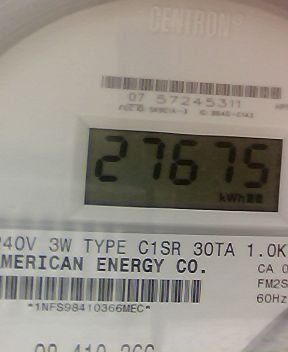 CENTRON®
07 57245311
27675
kWh
240V 3W TYPE C1SR 30TA 1.0K
AMERICAN ENERGY CO.
CA 0
FM2S
60Hz
*1NFS98410366MEC*